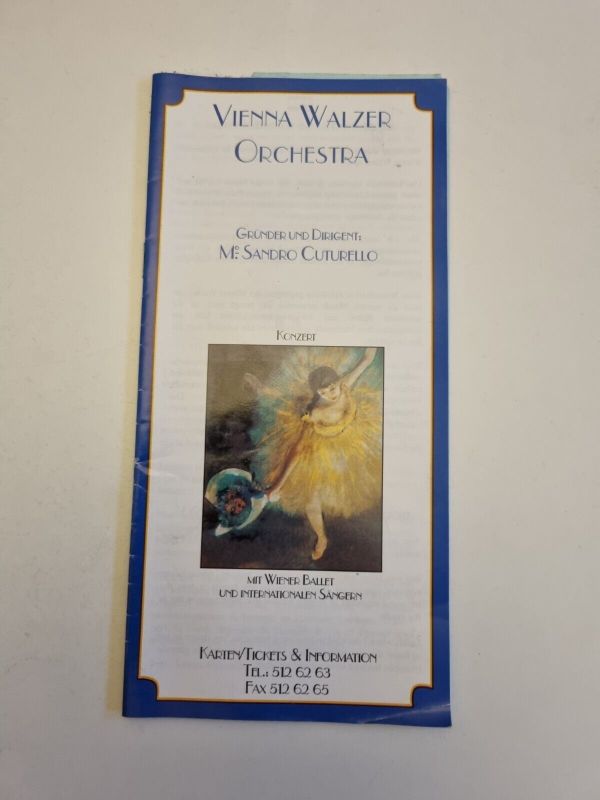 VIENNA WALZER
ORCHESTRA
GRÜNDER UND DIRIGENT:
Mo. SANDRO CUTURELLO
KONZERT
MIT WIENER BALLET
UND INTERNATIONALEN SÄNGERN
KARTEN/TICKETS & INFORMATION
TEL.: 512 62 63
FAX 512 62 65